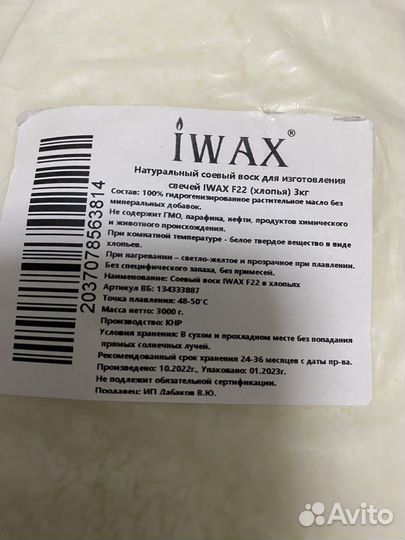 iWAX®
Натуральный соевый воск для изготовления
свечей IWAX F22 (хлопья) 3кг
Состав: 100% гидрогенизированное растительное масло без
минеральных добавок.
Не содержит ГМО, парафина, нефти, продуктов химического
и животного происхождения.
При комнатной температуре - белое твердое вещество в виде
хлопьев.
При нагревании – светло-желтое и прозрачное при плавлении.
Без специфического запаха, без примесей.
Наименование: Соевый воск IWAX F22 в хлопьях
Артикул ВБ: 134333887
Точка плавления: 48-50°C
Масса нетто: 3000 г.
Производство: КНР
Условия хранения: В сухом и прохладном месте без попадания
прямых солнечных лучей.
Рекомендованный срок хранения 24-36 месяцев с даты пр-ва.
Произведено: 10.2022г., Упаковано: 01.2023г.
Не подлежит обязательной сертификации.
Продавец: ИП Лабаков В.Ю.
2037078563814
Avito